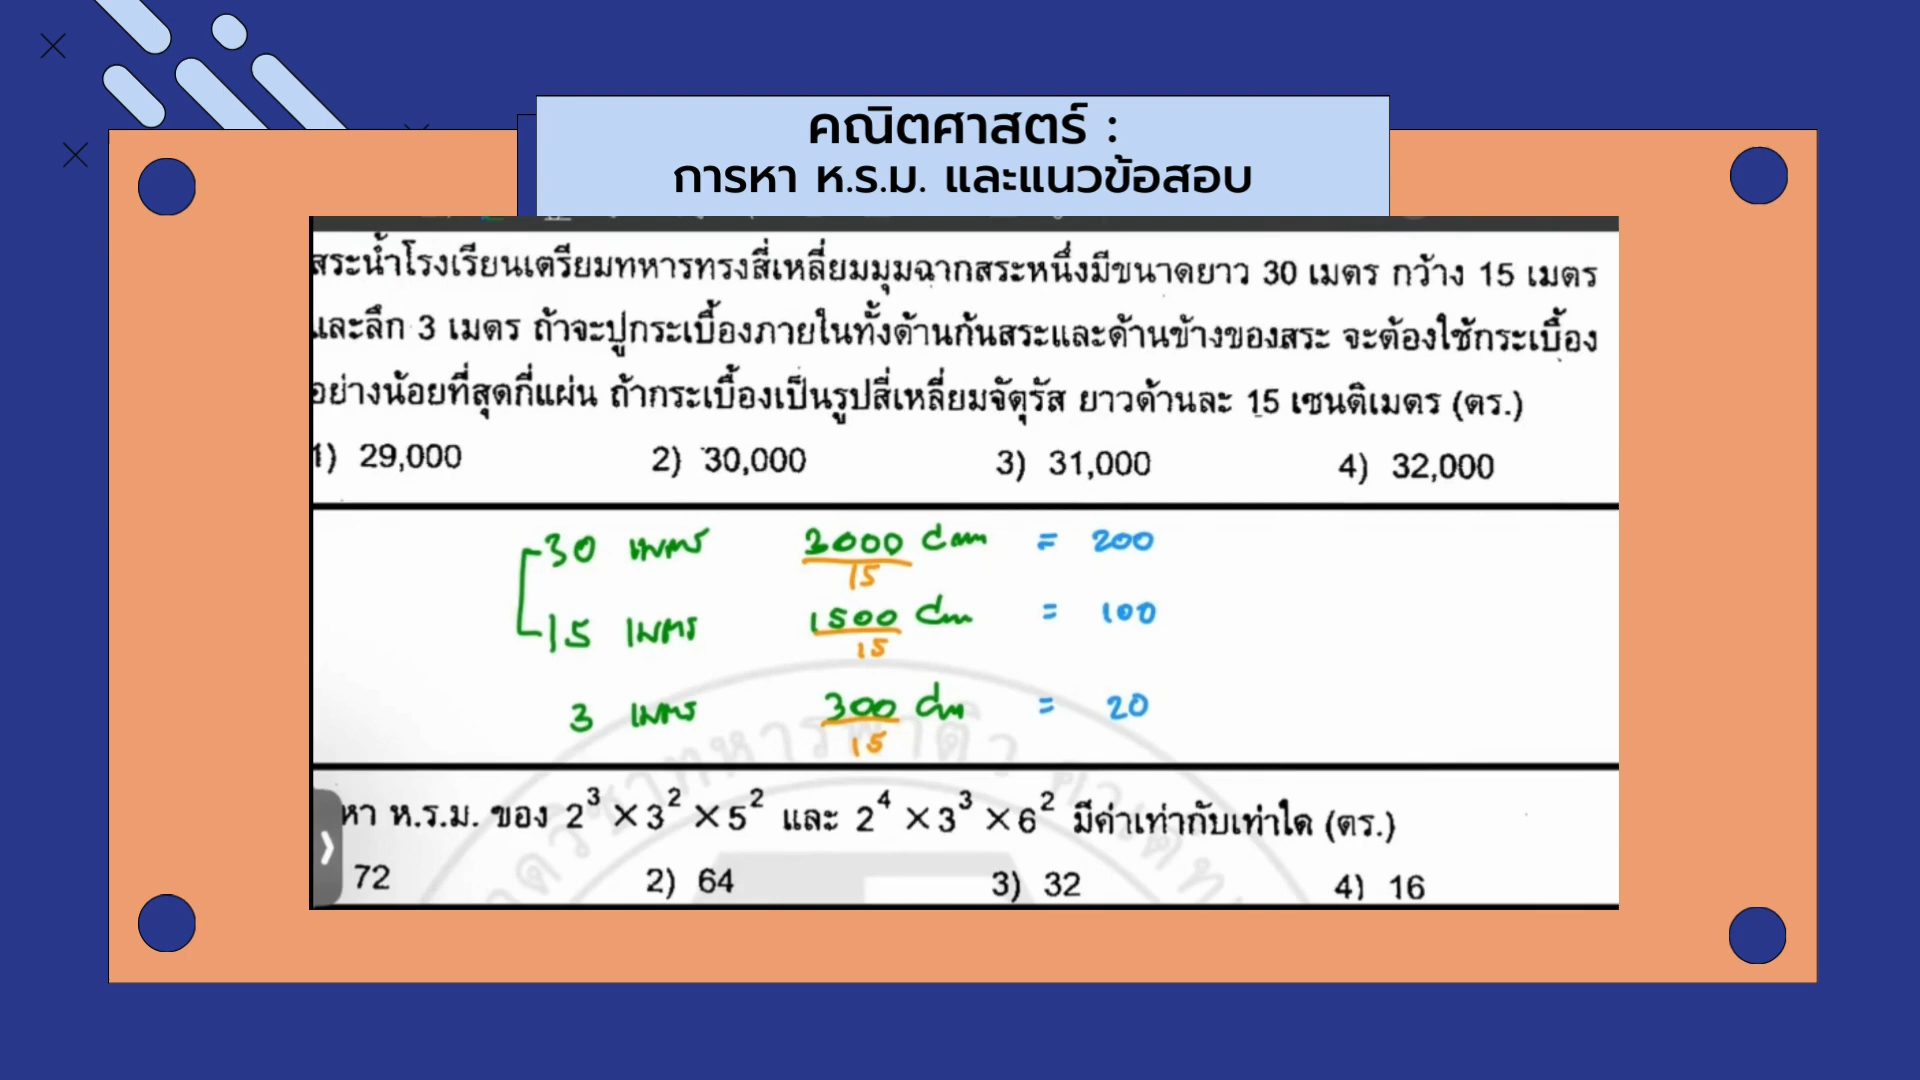 คณิตศาสตร์ :
การหา ห.ร.ม. และแนวข้อสอบ
สระน้ำโรงเรียนเตรียมทหารทรงสี่เหลี่ยมมุมฉากสระหนึ่งมีขนาดยาว 30 เมตร กว้าง 15 เมตร
และลึก 3 เมตร ถ้าจะปูกระเบื้องภายในทั้งด้านก้นสระและด้านข้างของสระ จะต้องใช้กระเบื้อง
อย่างน้อยที่สุดกี่แผ่น ถ้ากระเบื้องเป็นรูปสี่เหลี่ยมจัตุรัส ยาวด้านละ 15 เซนติเมตร (ตร.)
1) 29,000 2) 30,000 3) 31,000 4) 32,000
30 เมตร 3000 cm = 200
15
15 เมตร 1500 cm = 100
15
3 เมตร 300 cm = 20
15
หา ห.ร.ม. ของ 2³ × 3² × 5² และ 2⁴ × 3³ × 6² มีค่าเท่ากับเท่าใด (ตร.)
72 2) 64 3) 32 4) 16